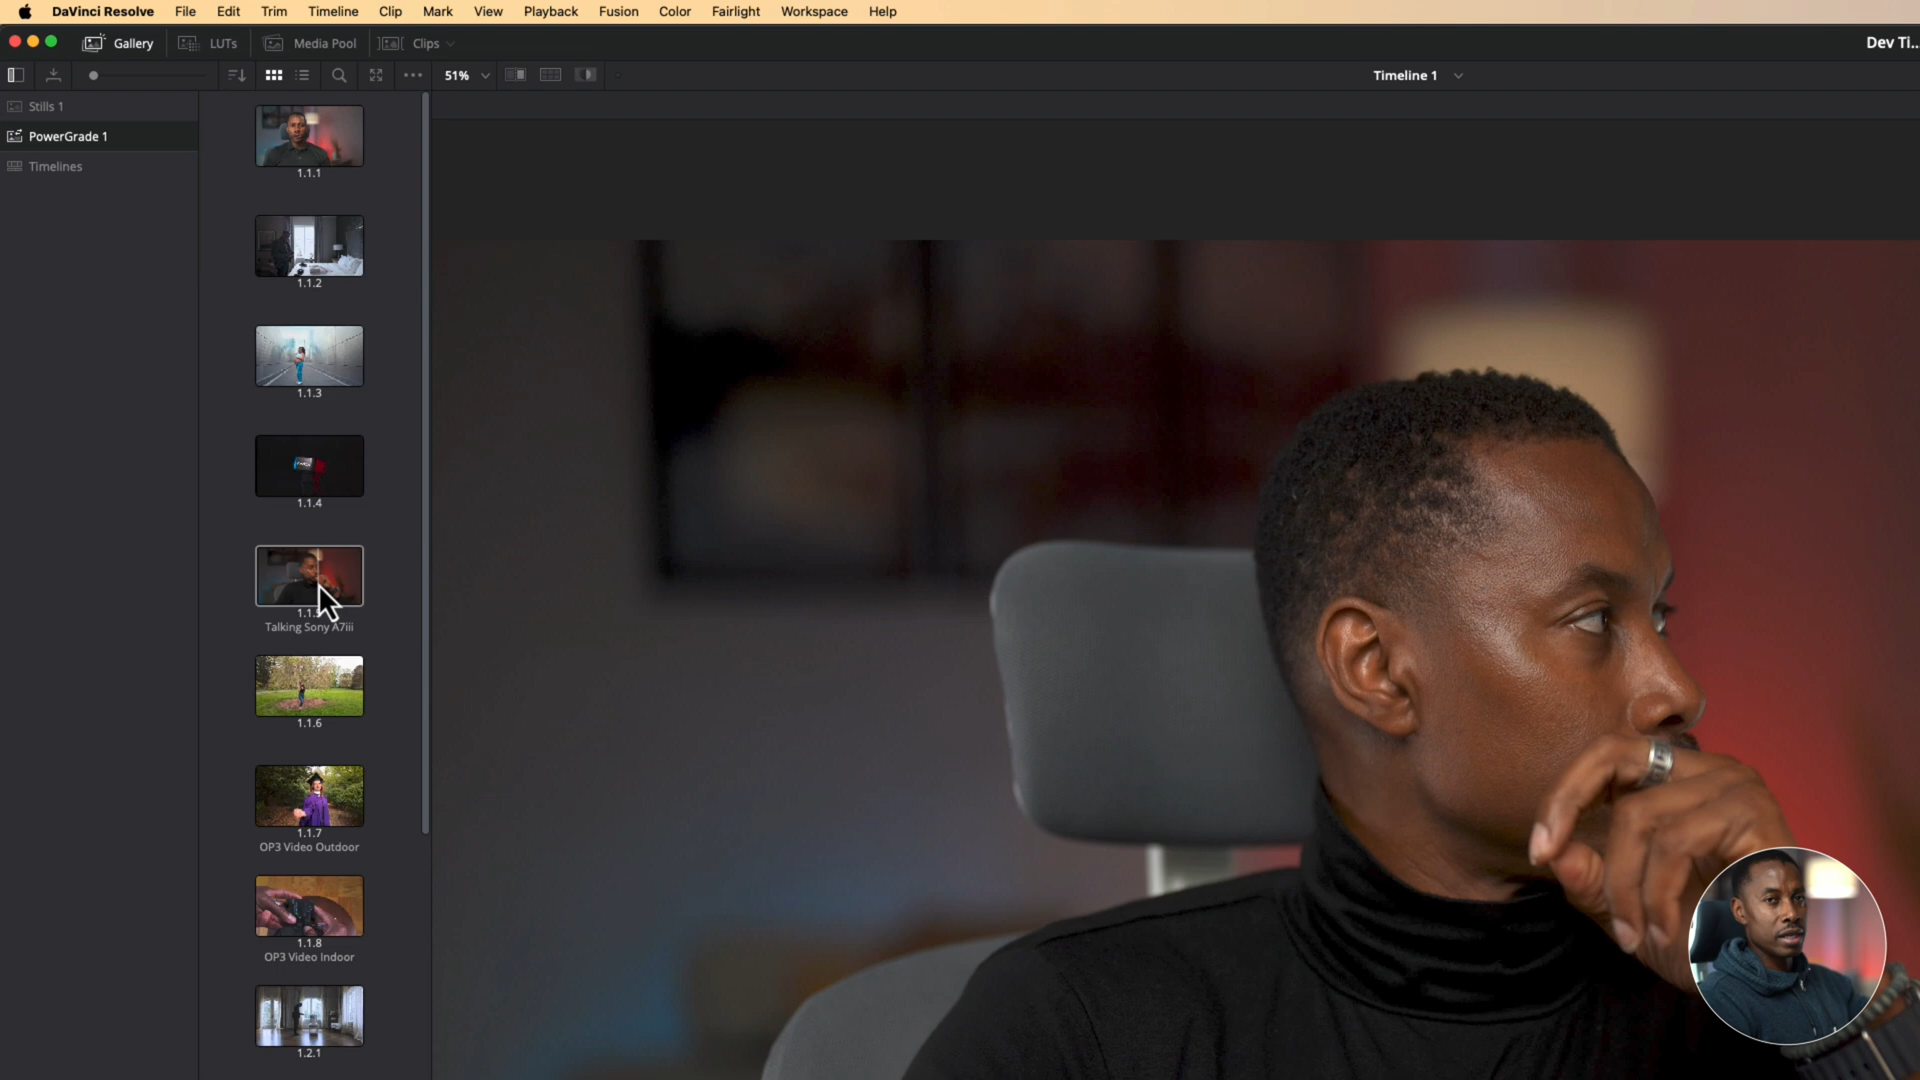 DaVinci Resolve File Edit Trim Timeline Clip Mark View Playback Fusion Color Fairlight Workspace Help
Gallery LUTs Media Pool Clips Dev Ti...
51% Timeline 1
Stills 1
PowerGrade 1
Timelines
1.1.1
1.1.2
1.1.3
1.1.4
Talking Sony A7iii
1.1.6
1.1.7
OP3 Video Outdoor
1.1.8
OP3 Video Indoor
1.2.1